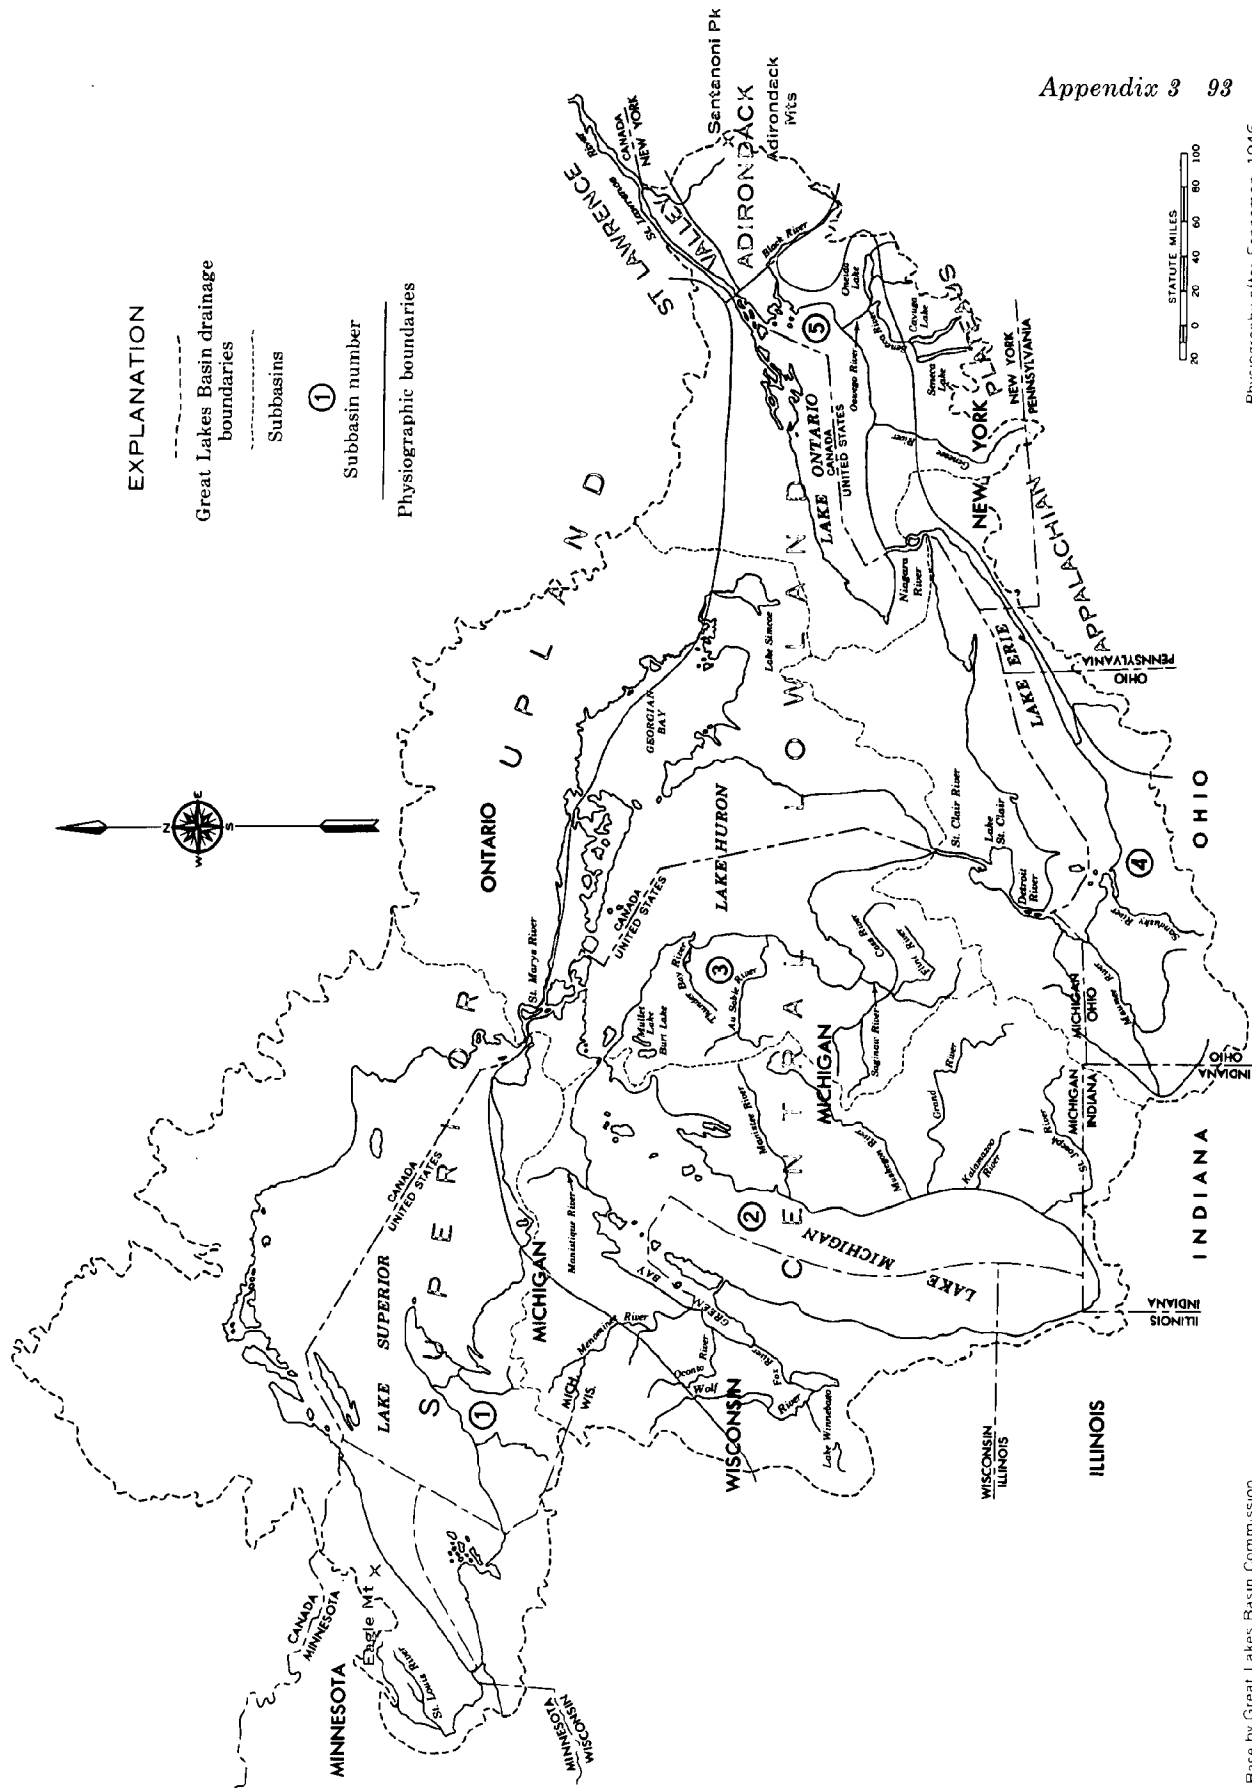 Appendix 3 93
EXPLANATION
Great Lakes Basin drainage
boundaries
Subbasins
1
Subbasin number
Physiographic boundaries
N
E
S
W
STATUTE MILES
20 0 20 40 60 80 100
MINNESOTA
CANADA
MINNESOTA
Eagle Mt
St. Louis River
MINNESOTA
WISCONSIN
LAKE SUPERIOR
CANADA
UNITED STATES
SUPERIOR UPLAND
ONTARIO
1
MICHIGAN
MICH.
WIS.
Menominee River
Manistique River
St. Marys River
CANADA
UNITED STATES
GEORGIAN
BAY
LAKE HURON
Lake Simcoe
Mullet
Lake
Burt Lake
Thunder Bay River
Au Sable River
3
WISCONSIN
Oconto River
Wolf
River
Fox
River
Lake Winnebago
GREEN BAY
2
LAKE MICHIGAN
CENTRAL LOWLAND
MICHIGAN
Manistee River
Muskegon River
Grand River
Kalamazoo
River
St. Joseph River
Saginaw River
Cass River
Flint River
St. Clair River
Lake
St. Clair
Detroit
River
WISCONSIN
ILLINOIS
ILLINOIS
ILLINOIS
INDIANA
INDIANA
MICHIGAN
INDIANA
MICHIGAN
OHIO
INDIANA
OHIO
Maumee River
Sandusky River
4
OHIO
OHIO
PENNSYLVANIA
LAKE ERIE
APPALACHIAN PLATEAUS
Niagara
River
LAKE ONTARIO
CANADA
UNITED STATES
NEW YORK
NEW YORK
PENNSYLVANIA
Genesee
River
Oswego River
Seneca River
Seneca
Lake
Cayuga
Lake
Oneida
Lake
5
Black River
ST LAWRENCE
VALLEY
St. Lawrence River
CANADA
NEW YORK
ADIRONDACK
Santanoni Pk
Adirondack
Mts
Base by Great Lakes Basin Commission